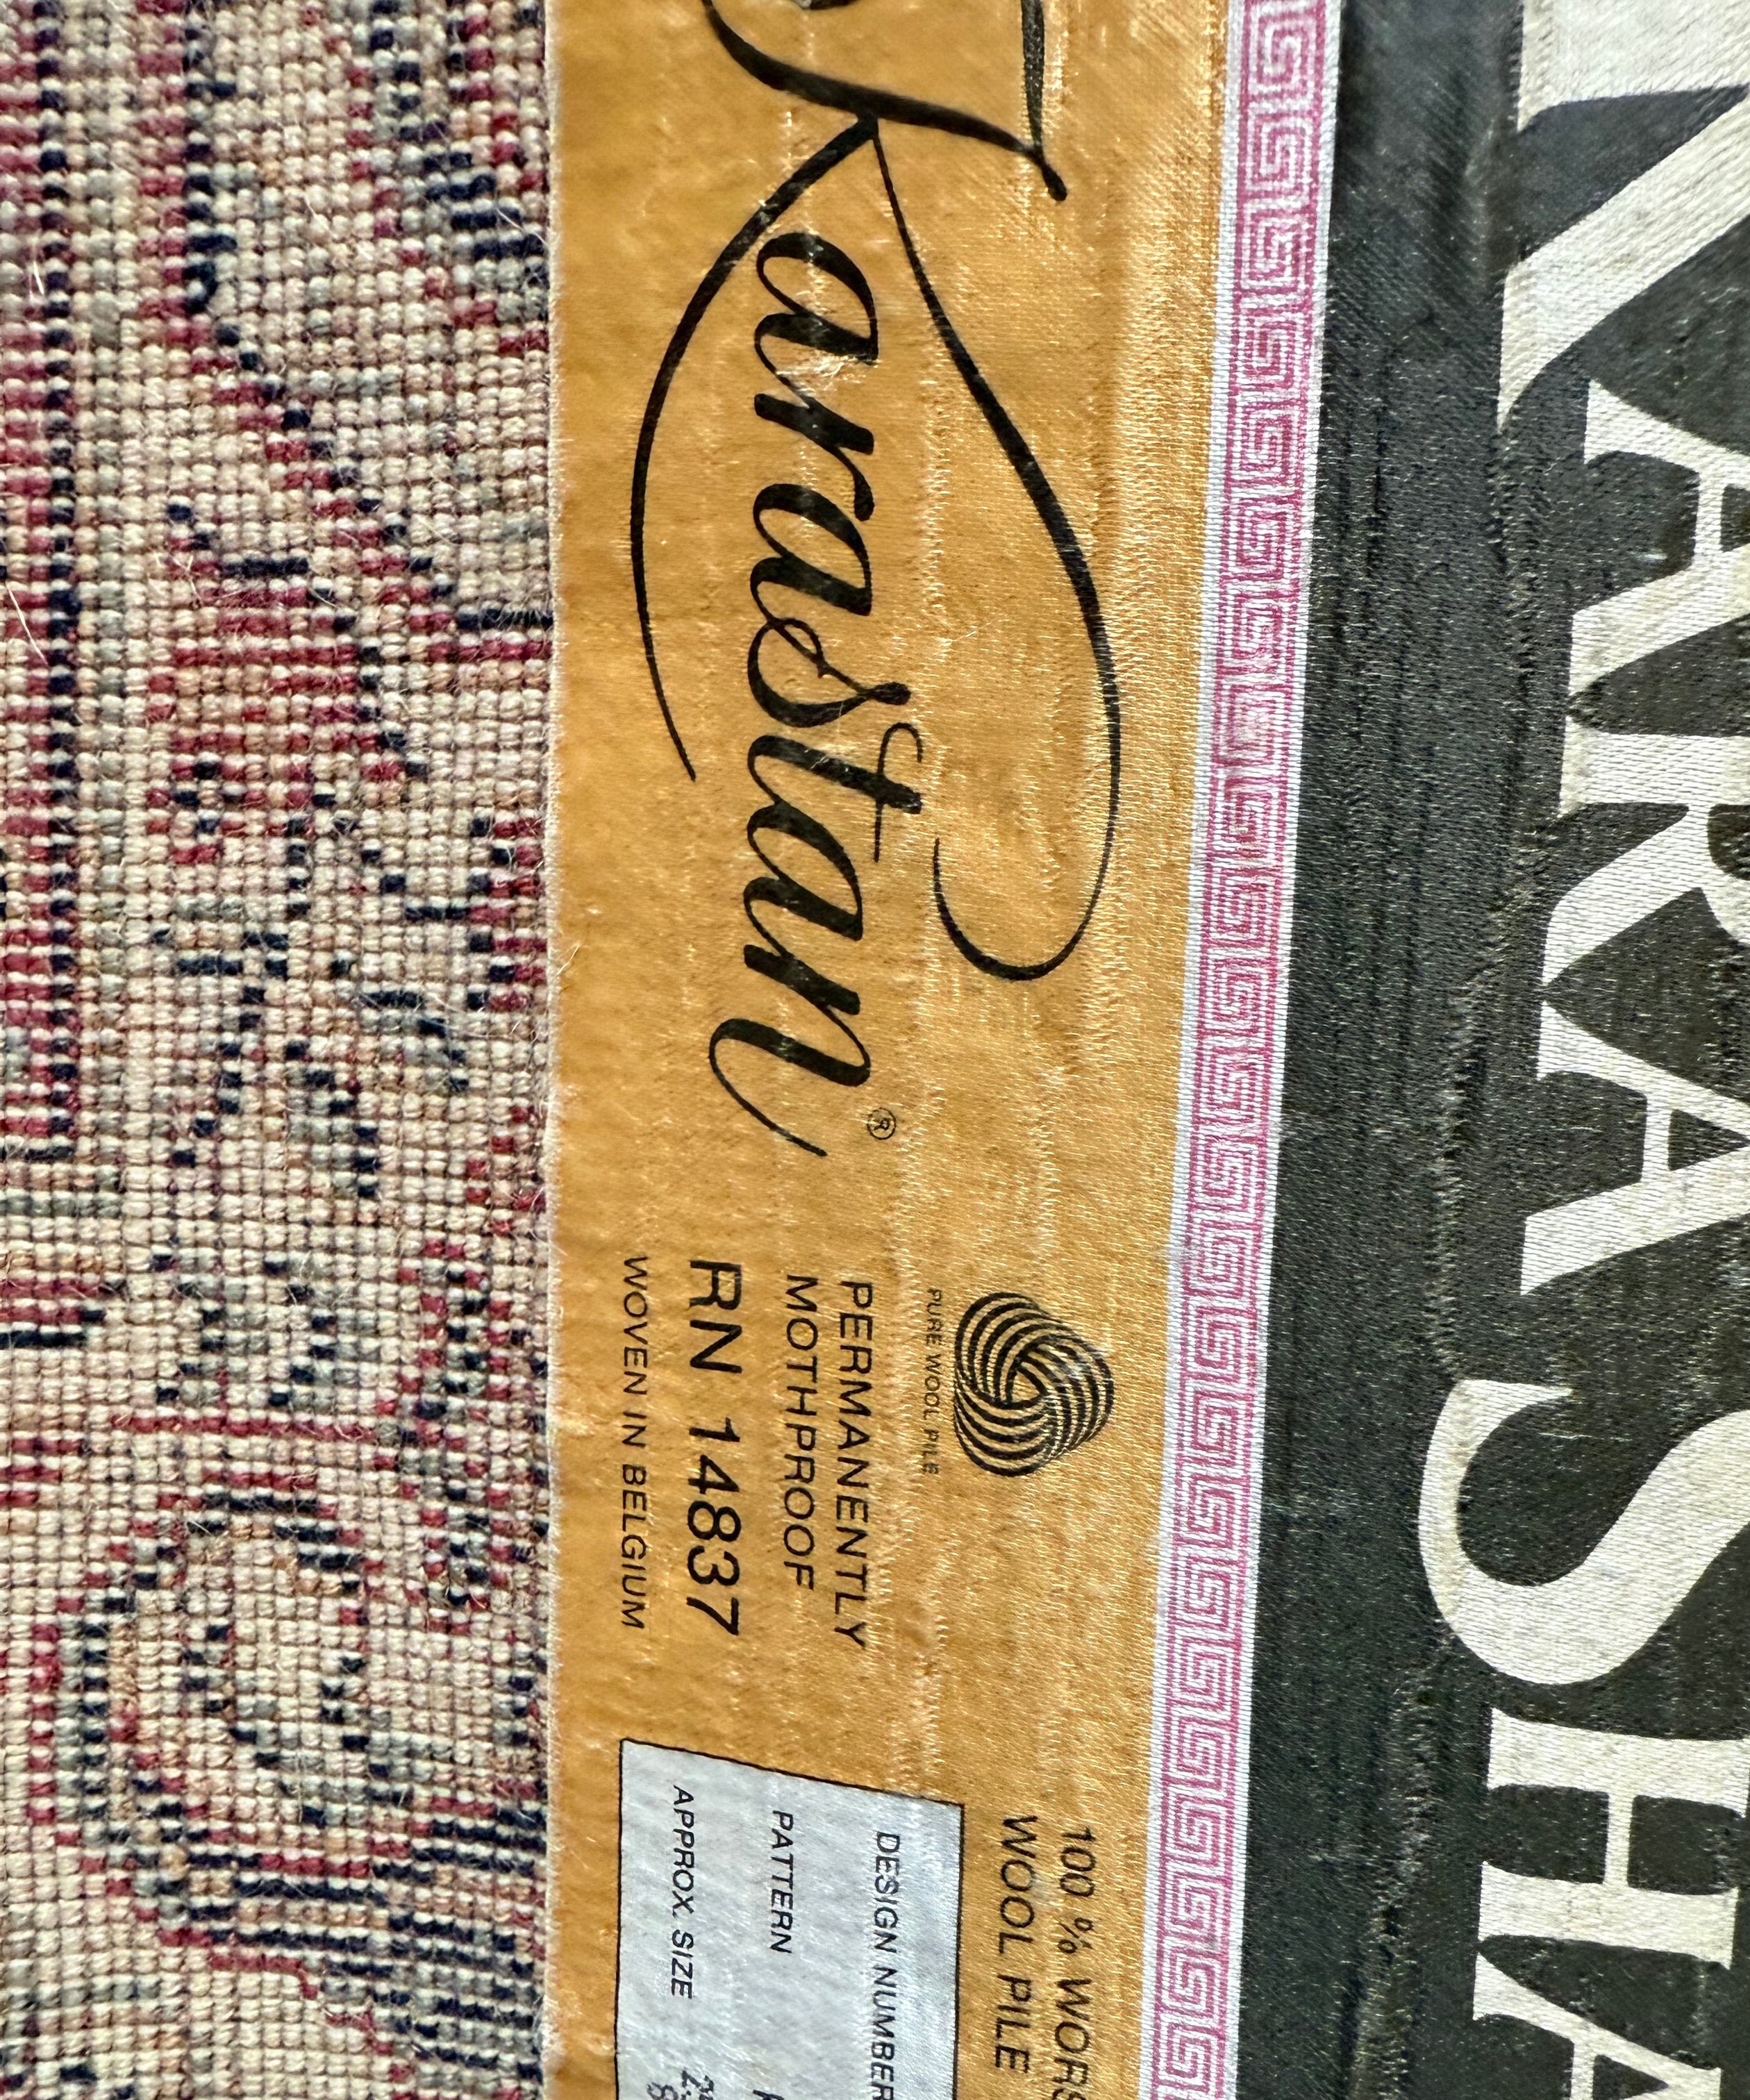 KARASHA
Karastan®
PURE WOOL PILE
PERMANENTLY
MOTHPROOF
RN 14837
WOVEN IN BELGIUM
100 % WORS
WOOL PILE
DESIGN NUMBER
PATTERN
APPROX. SIZE